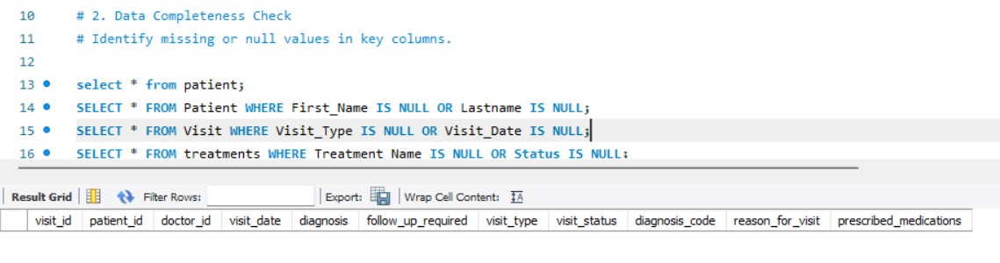 10 # 2. Data Completeness Check
11 # Identify missing or null values in key columns.
12
13 select * from patient;
14 SELECT * FROM Patient WHERE First_Name IS NULL OR Lastname IS NULL;
15 SELECT * FROM Visit WHERE Visit_Type IS NULL OR Visit_Date IS NULL;
16 SELECT * FROM treatments WHERE Treatment Name IS NULL OR Status IS NULL;
Result Grid Filter Rows: Export: Wrap Cell Content: IA
visit_id patient_id doctor_id visit_date diagnosis follow_up_required visit_type visit_status diagnosis_code reason_for_visit prescribed_medications